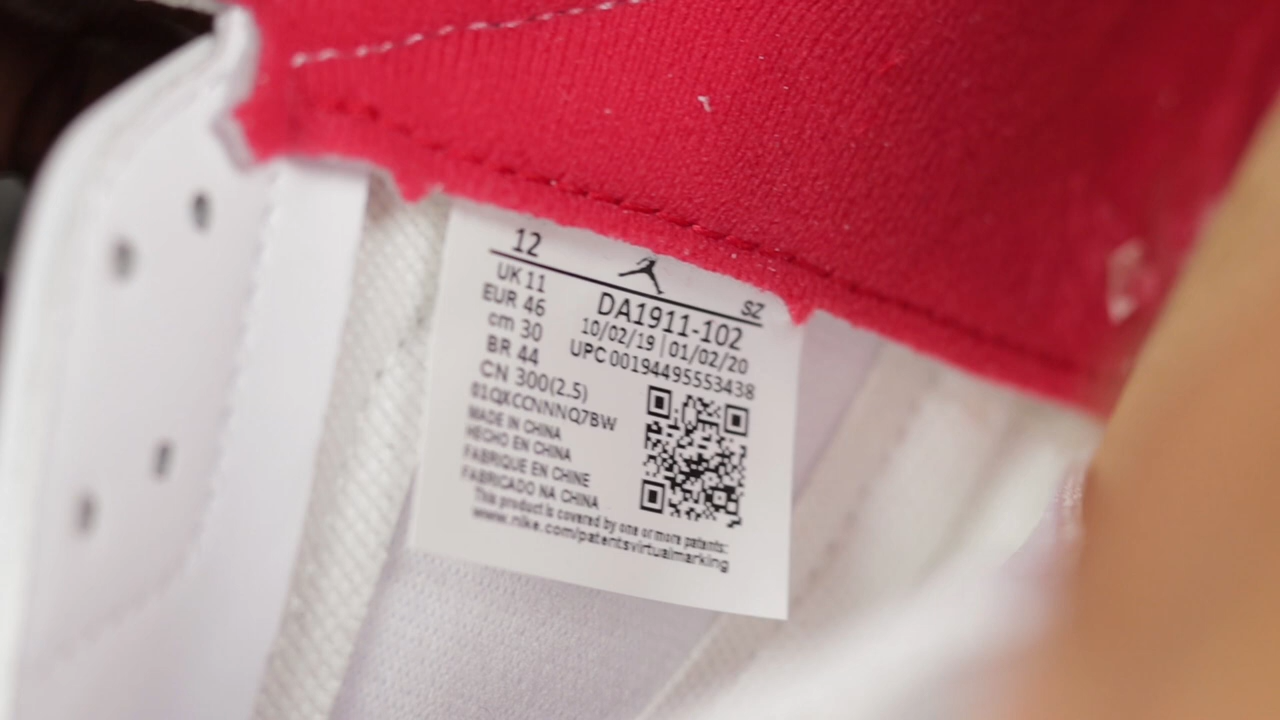 12
SZ
UK 11
EUR 46
cm 30
BR 44
CN 300(2.5)
DA1911-102
10/02/19 | 01/02/20
UPC 00194495553438
01QXCCNNNQ7BW
MADE IN CHINA
HECHO EN CHINA
FABRIQUE EN CHINE
FABRICADO NA CHINA
This product is covered by one or more patents:
www.nike.com/patentsvirtualmarking